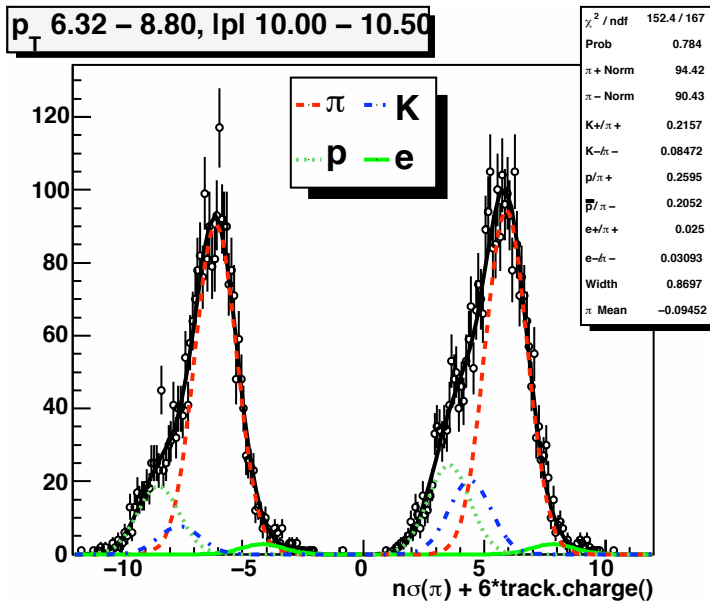 p_T 6.32 − 8.80, |p| 10.00 − 10.50
χ² / ndf 152.4 / 167
Prob 0.784
π + Norm 94.42
π − Norm 90.43
K+/π + 0.2157
K−/π − 0.08472
p/π + 0.2595
p̅/π − 0.2052
e+/π + 0.025
e−/π − 0.03093
Width 0.8697
π Mean −0.09452
π K
p e
120
100
80
60
40
20
0
−10 −5 0 5 10
nσ(π) + 6*track.charge()